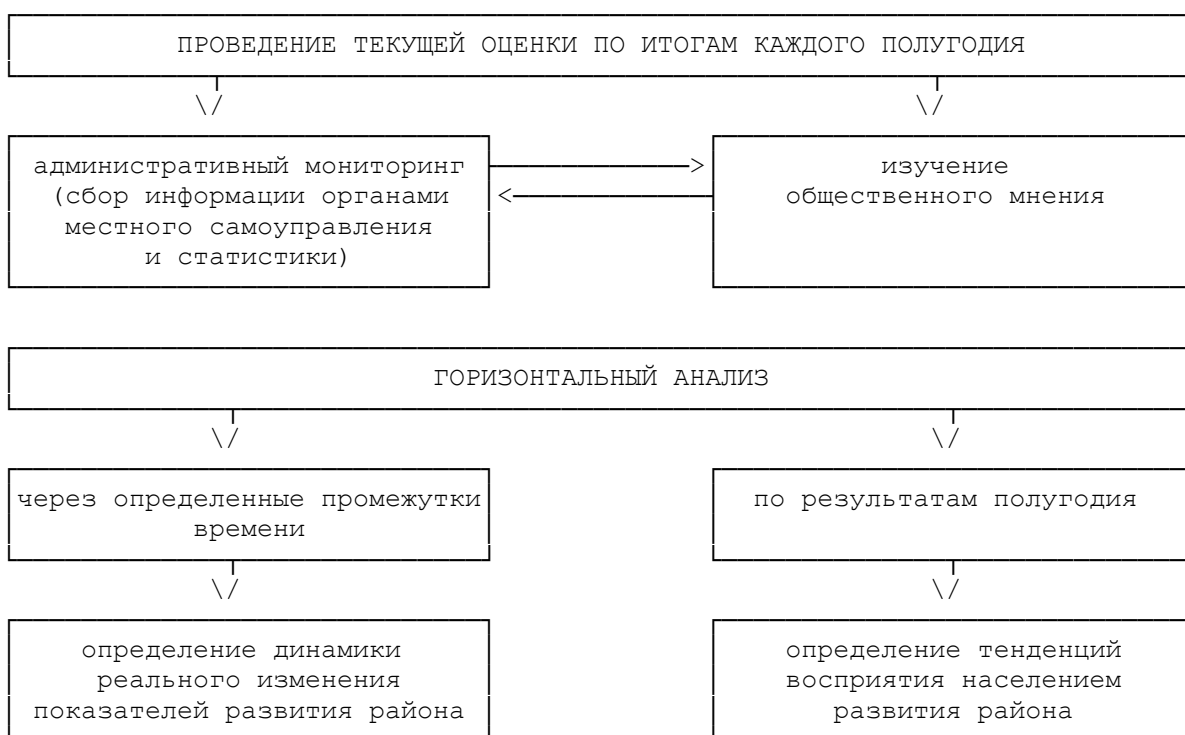 ПРОВЕДЕНИЕ ТЕКУЩЕЙ ОЦЕНКИ ПО ИТОГАМ КАЖДОГО ПОЛУГОДИЯ
административный мониторинг
(сбор информации органами
местного самоуправления
и статистики)
изучение
общественного мнения
ГОРИЗОНТАЛЬНЫЙ АНАЛИЗ
через определенные промежутки
времени
по результатам полугодия
определение динамики
реального изменения
показателей развития района
определение тенденций
восприятия населением
развития района